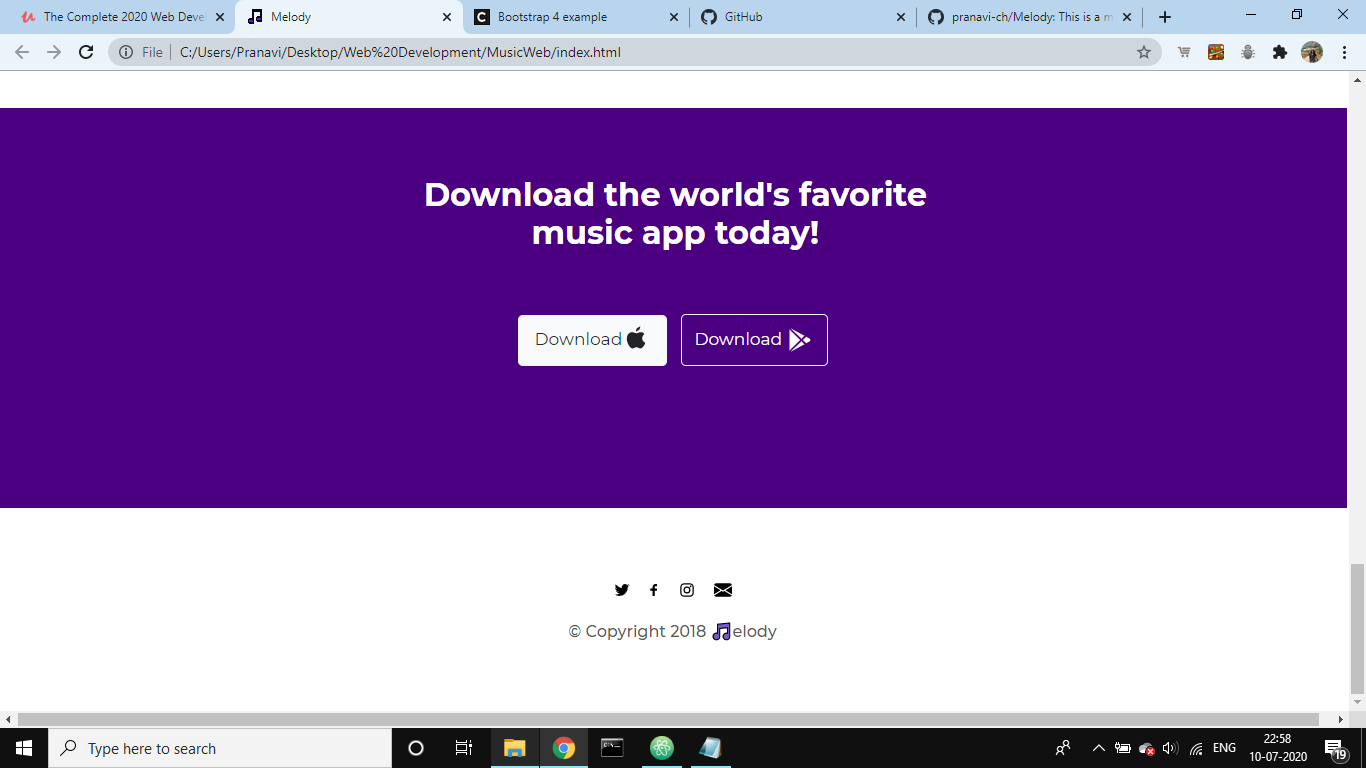 The Complete 2020 Web Devel
Melody
Bootstrap 4 example
GitHub
pranavi-ch/Melody: This is a m
File
C:/Users/Pranavi/Desktop/Web%20Development/MusicWeb/index.html
Download the world's favorite
music app today!
Download
Download
© Copyright 2018 elody
Type here to search
ENG
22:58
10-07-2020
19